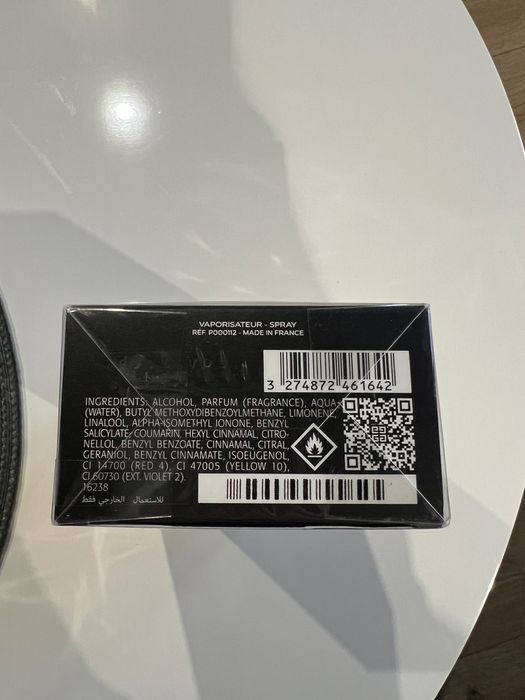 VAPORISATEUR - SPRAY
RÉF. P000112 - MADE IN FRANCE
3 274872 461642
INGREDIENTS: ALCOHOL, PARFUM (FRAGRANCE), AQUA
(WATER), BUTYL METHOXYDIBENZOYLMETHANE, LIMONENE,
LINALOOL, ALPHA-ISOMETHYL IONONE, BENZYL
SALICYLATE, COUMARIN, HEXYL CINNAMAL, CITRO-
NELLOL, BENZYL BENZOATE, CINNAMAL, CITRAL,
GERANIOL, BENZYL CINNAMATE, ISOEUGENOL,
CI 14700 (RED 4), CI 47005 (YELLOW 10),
CI 60730 (EXT. VIOLET 2).
16238
للاستعمال الخارجي فقط